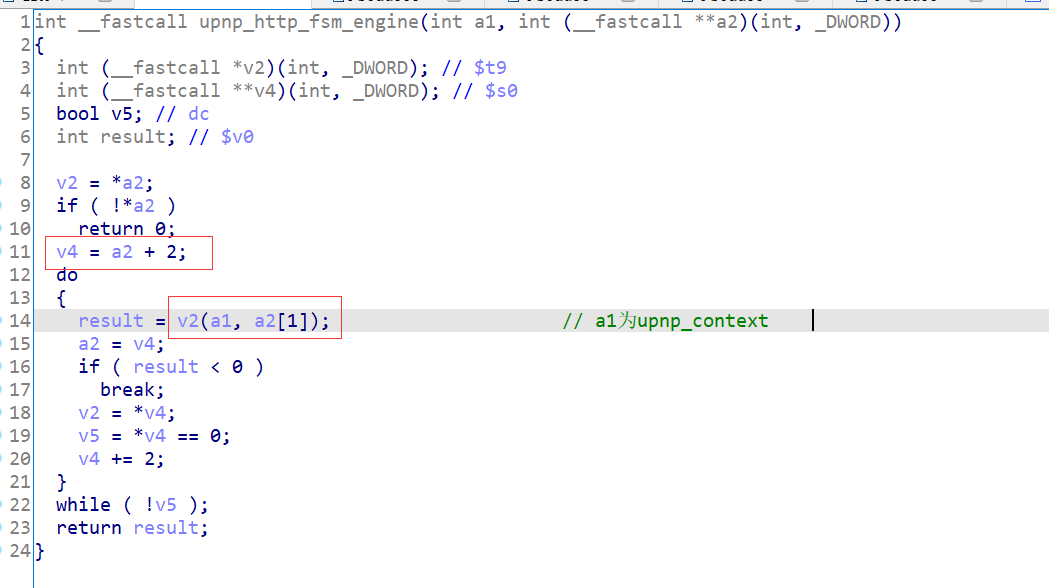 1 int __fastcall upnp_http_fsm_engine(int a1, int (__fastcall **a2)(int, _DWORD))
2 {
3 int (__fastcall *v2)(int, _DWORD); // $t9
4 int (__fastcall **v4)(int, _DWORD); // $s0
5 bool v5; // dc
6 int result; // $v0
7
8 v2 = *a2;
9 if ( !*a2 )
10 return 0;
11 v4 = a2 + 2;
12 do
13 {
14 result = v2(a1, a2[1]); // a1为upnp_context
15 a2 = v4;
16 if ( result < 0 )
17 break;
18 v2 = *v4;
19 v5 = *v4 == 0;
20 v4 += 2;
21 }
22 while ( !v5 );
23 return result;
24 }